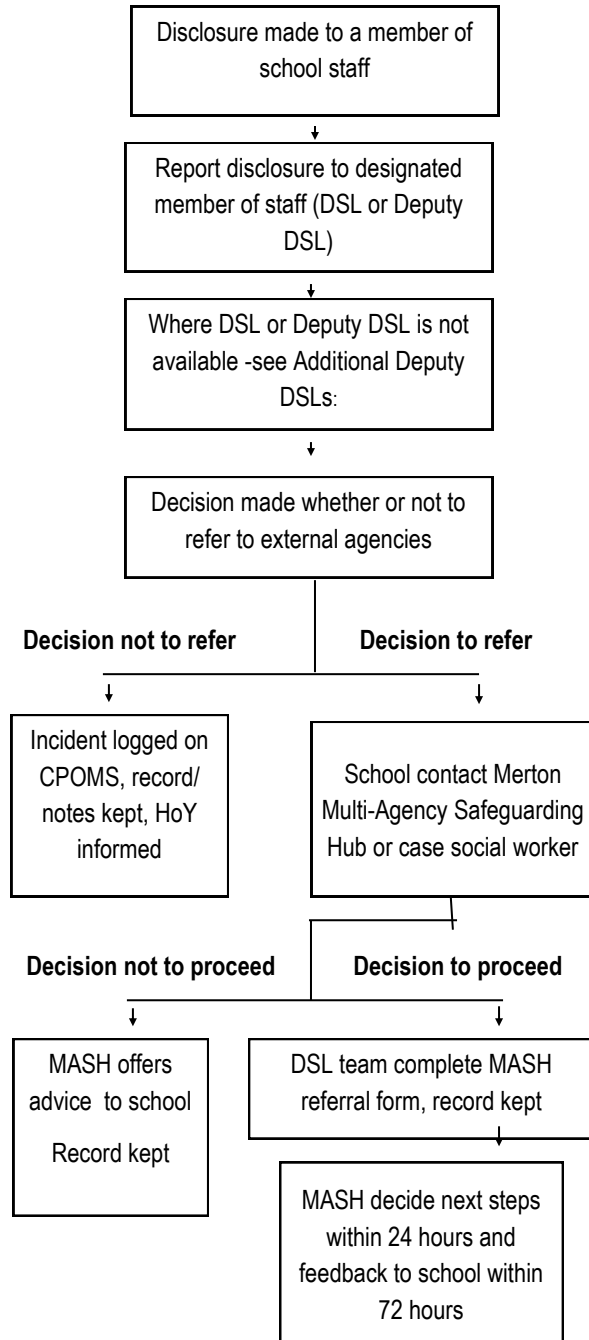 Disclosure made to a member of
school staff
Report disclosure to designated
member of staff (DSL or Deputy
DSL)
Where DSL or Deputy DSL is not
available -see Additional Deputy
DSLs:
Decision made whether or not to
refer to external agencies
Decision not to refer
Decision to refer
Incident logged on
CPOMS, record/
notes kept, HoY
informed
School contact Merton
Multi-Agency Safeguarding
Hub or case social worker
Decision not to proceed
Decision to proceed
MASH offers
advice to school
Record kept
DSL team complete MASH
referral form, record kept
MASH decide next steps
within 24 hours and
feedback to school within
72 hours